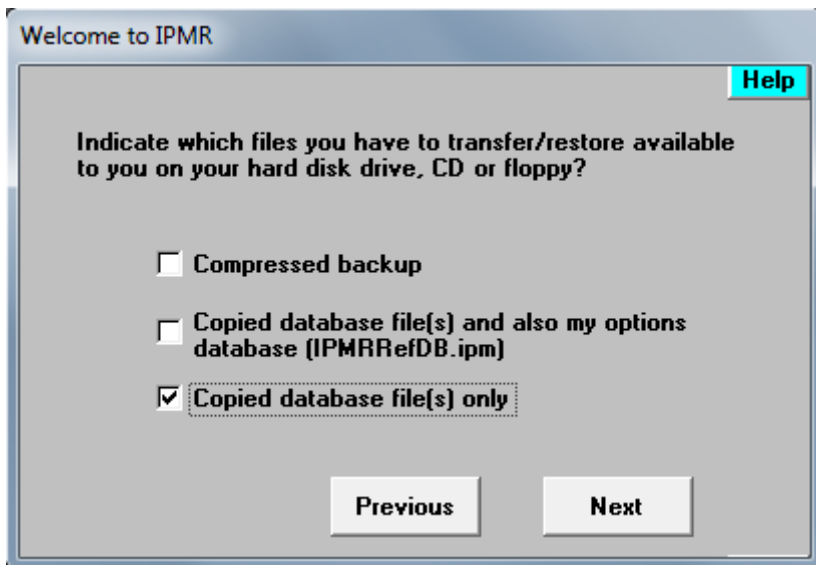 Welcome to IPMR
Help
Indicate which files you have to transfer/restore available
to you on your hard disk drive, CD or floppy?
Compressed backup
Copied database file(s) and also my options
database (IPMRRefDB.ipm)
Copied database file(s) only
Previous
Next